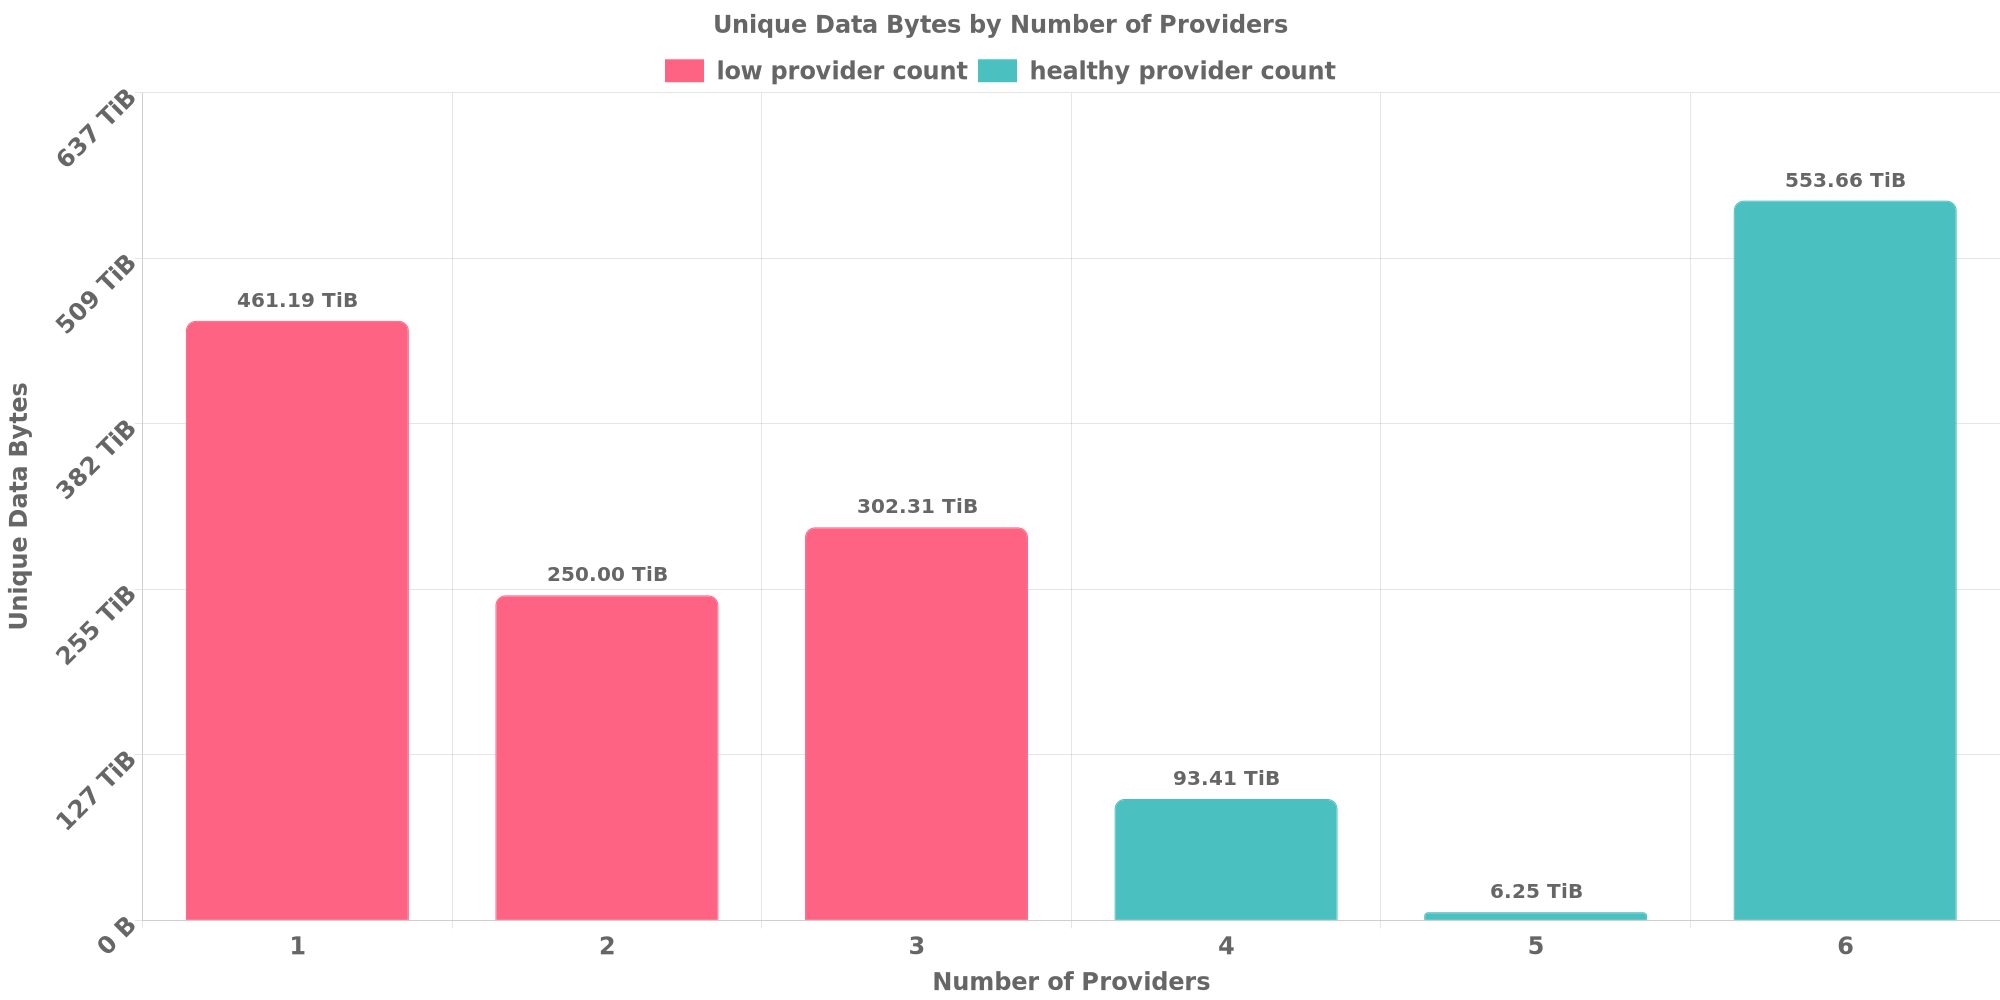 Unique Data Bytes by Number of Providers
low provider count healthy provider count
637 TiB
509 TiB
382 TiB
255 TiB
127 TiB
0 B
Unique Data Bytes
461.19 TiB
250.00 TiB
302.31 TiB
93.41 TiB
6.25 TiB
553.66 TiB
1 2 3 4 5 6
Number of Providers